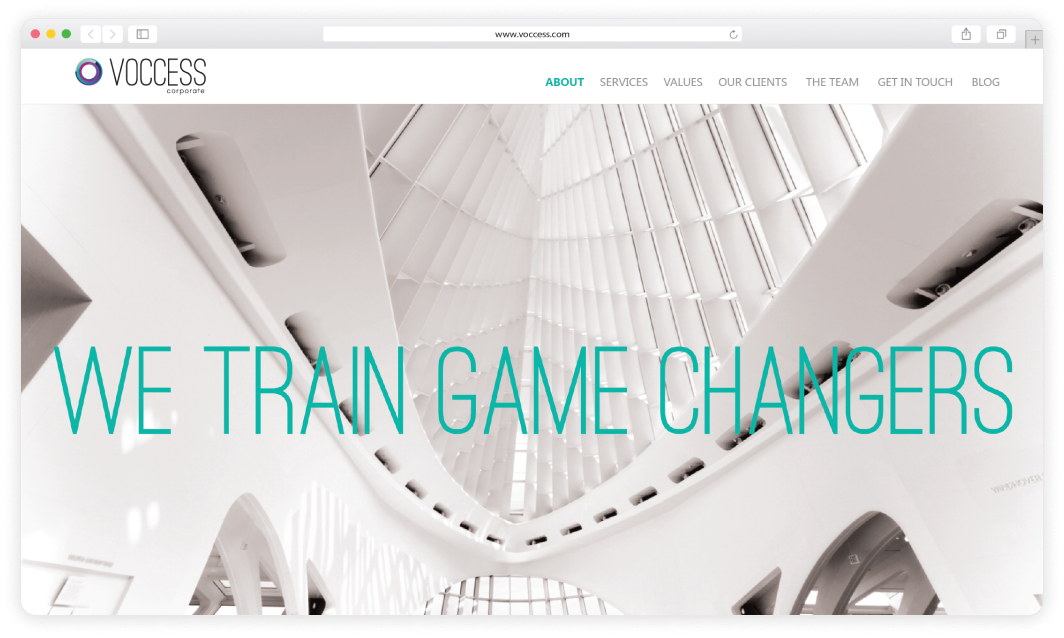 www.voccess.com
VOCCESS
corporate
ABOUT SERVICES VALUES OUR CLIENTS THE TEAM GET IN TOUCH BLOG
WE TRAIN GAME CHANGERS